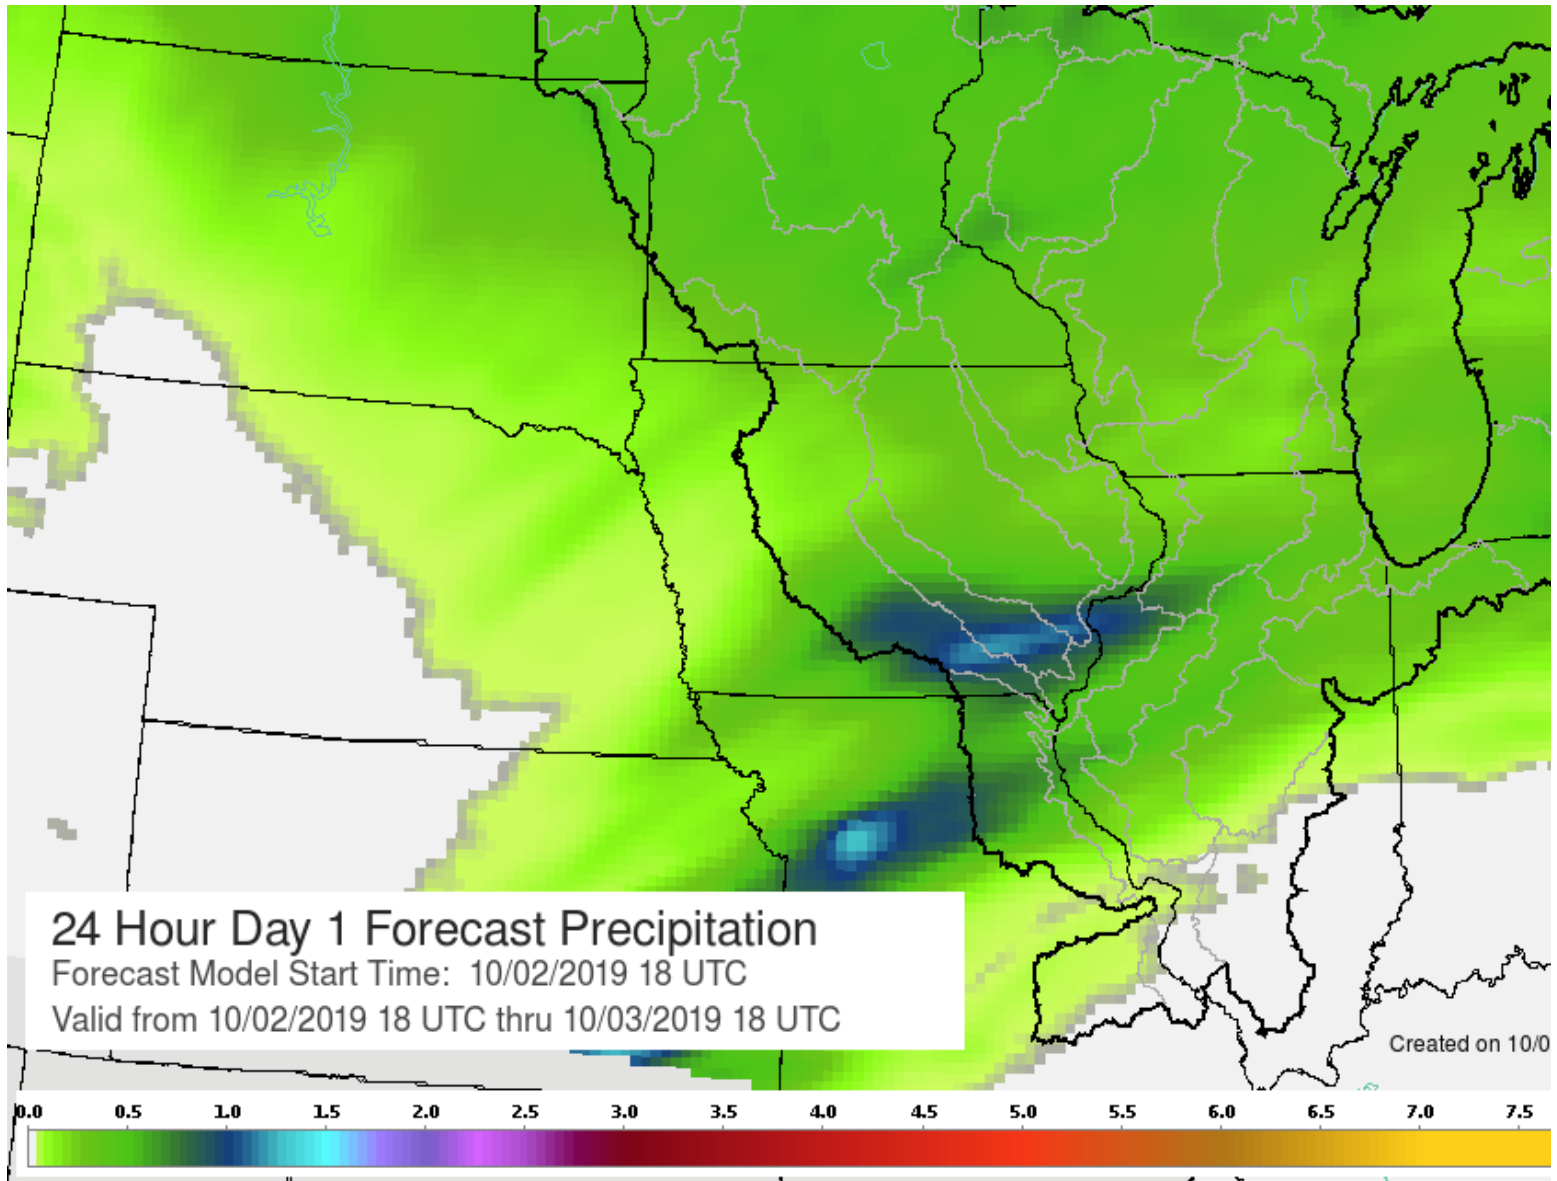 24 Hour Day 1 Forecast Precipitation
Forecast Model Start Time: 10/02/2019 18 UTC
Valid from 10/02/2019 18 UTC thru 10/03/2019 18 UTC
Created on 10/0
0.0 0.5 1.0 1.5 2.0 2.5 3.0 3.5 4.0 4.5 5.0 5.5 6.0 6.5 7.0 7.5